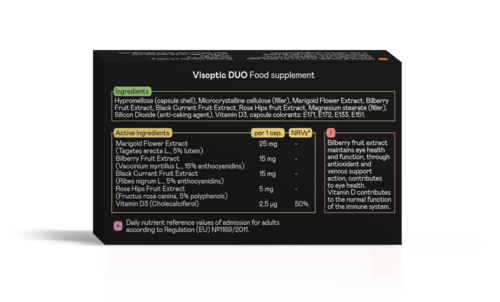 Visoptic DUO Food supplement
Ingredients
Hypromellose (capsule shell), Microcrystalline cellulose (filler), Marigold Flower Extract, Bilberry
Fruit Extract, Black Currant Fruit Extract, Rose Hips fruit Extract, Magnesium stearate (filler),
Silicon Dioxide (anti-caking agent), Vitamin D3, capsule colorants: E171, E172, E133, E151.
Active ingredients per 1 cap. NRVs*
Marigold Flower Extract 25 mg -
(Tagetes erecta L., 5% lutein)
Bilberry Fruit Extract 15 mg -
(Vaccinium myrtillus L., 15% anthocyanidins)
Black Currant Fruit Extract 15 mg -
(Ribes nigrum L., 5% anthocyanidins)
Rose Hips Fruit Extract 5 mg -
(Fructus rosa canina, 5% polyphenols)
Vitamin D3 (Cholecalciferol) 2,5 µg 50%
!
Bilberry fruit extract
maintains eye health
and function, through
antioxidant and
venous support
action, contributes
to eye health.
Vitamin D contributes
to the normal function
of the immune system.
* Daily nutrient reference values of admission for adults
according to Regulation (EU) №1169/2011.